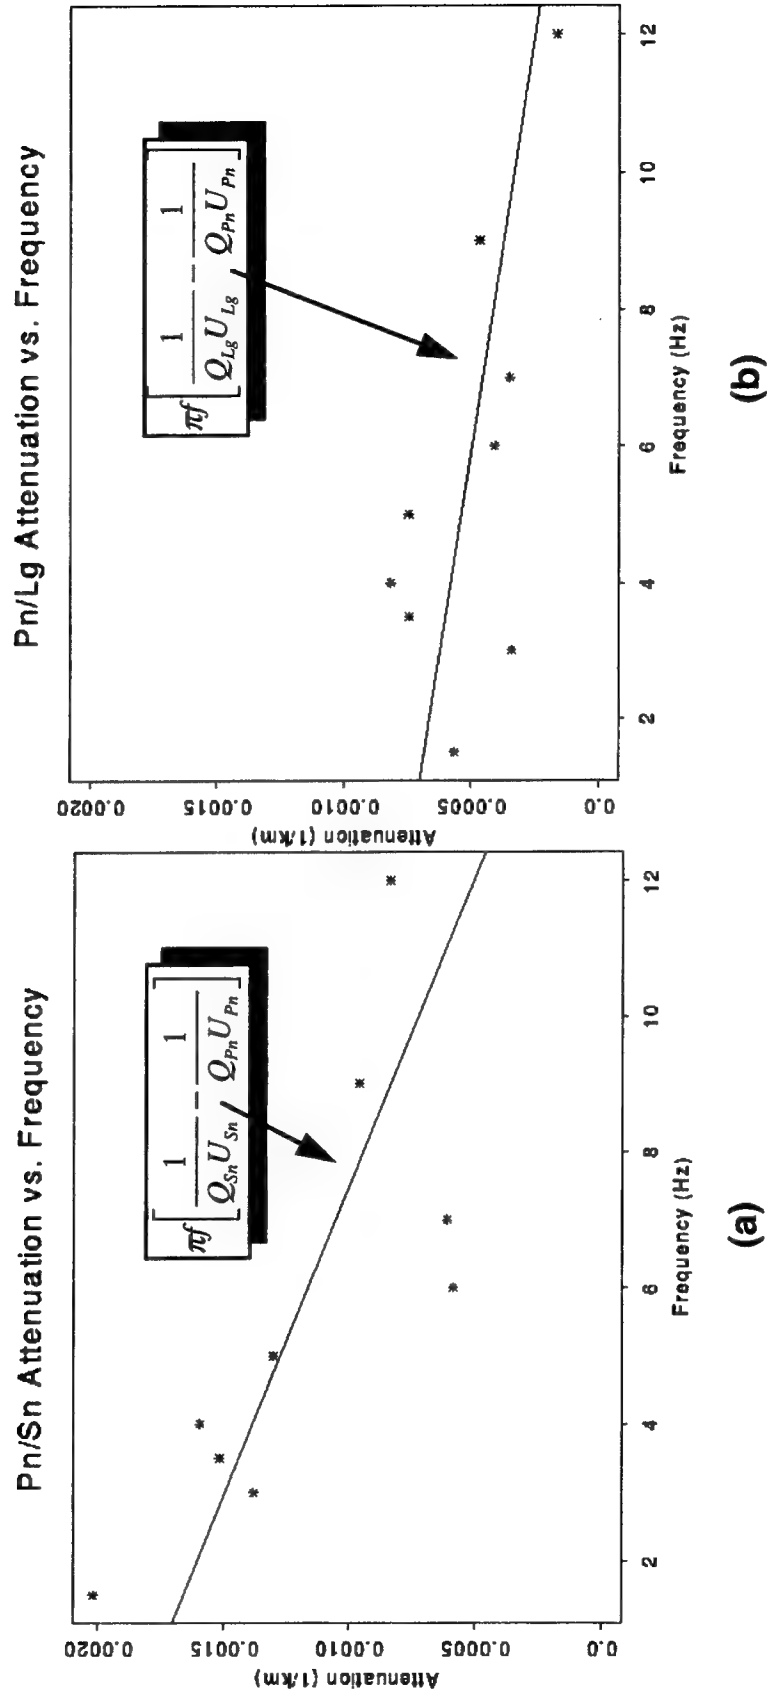 Pn/Sn Attenuation vs. Frequency
πf [ 1 / Q_Sn U_Sn - 1 / Q_Pn U_Pn ]
Attenuation (1/km)
0.0020
0.0015
0.0010
0.0005
0.0
2 4 6 8 10 12
Frequency (Hz)
(a)
Pn/Lg Attenuation vs. Frequency
πf [ 1 / Q_Lg U_Lg - 1 / Q_Pn U_Pn ]
Attenuation (1/km)
0.0020
0.0015
0.0010
0.0005
0.0
2 4 6 8 10 12
Frequency (Hz)
(b)